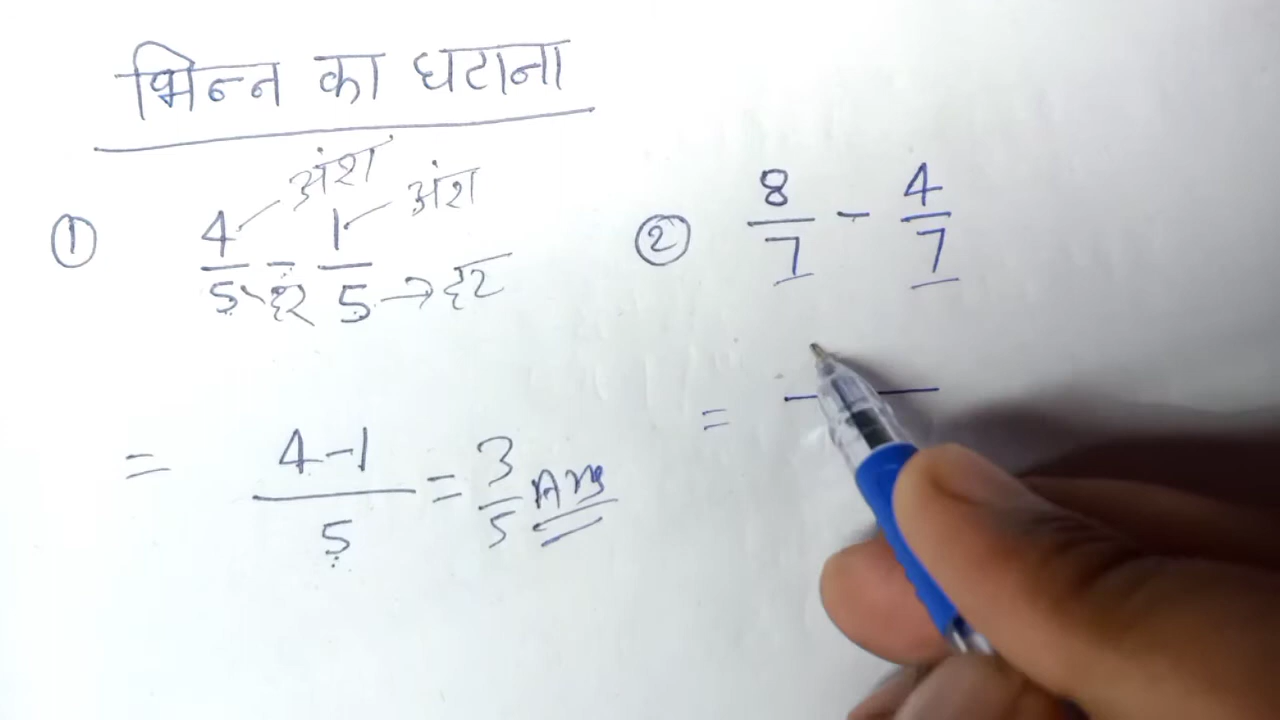 भिन्न का घटाना
① 4/5 - 1/5
अंश अंश
हर → हर
= 4-1/5 = 3/5 Ans
② 8/7 - 4/7
=